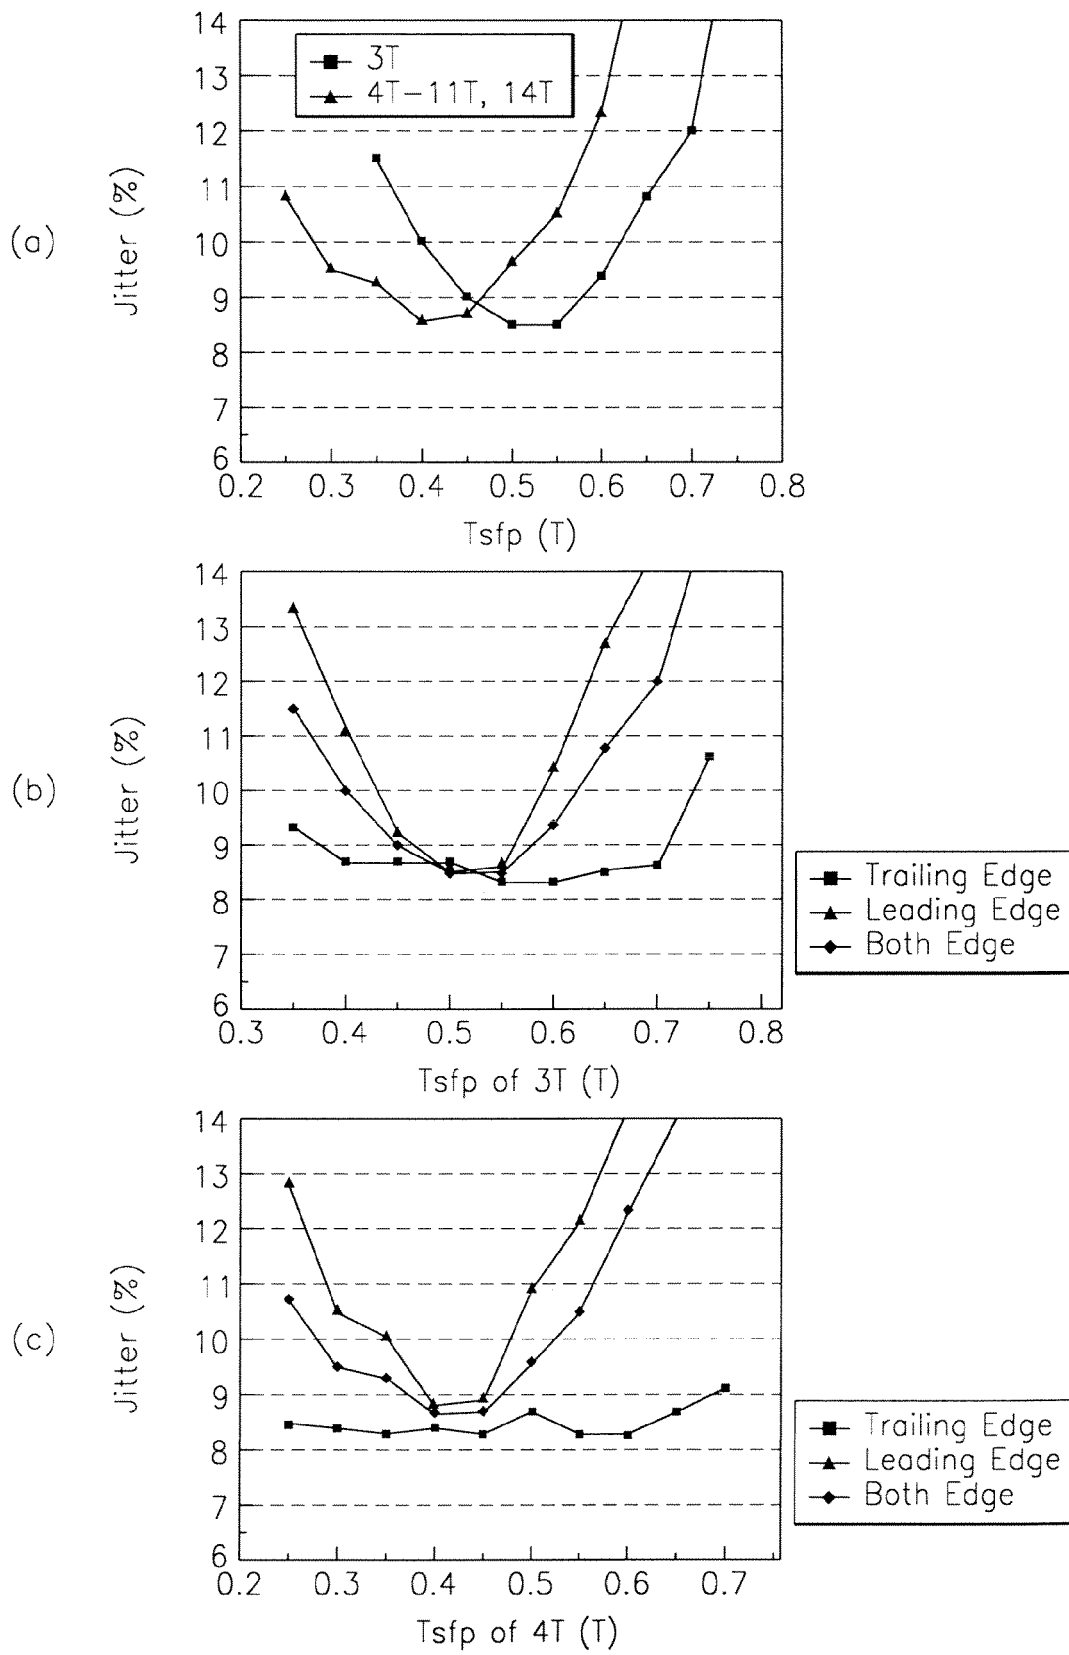 (a)
Jitter (%)
14
13
12
11
10
9
8
7
6
3T
4T-11T, 14T
0.2 0.3 0.4 0.5 0.6 0.7 0.8
Tsfp (T)
(b)
Jitter (%)
14
13
12
11
10
9
8
7
6
0.3 0.4 0.5 0.6 0.7 0.8
Tsfp of 3T (T)
Trailing Edge
Leading Edge
Both Edge
(c)
Jitter (%)
14
13
12
11
10
9
8
7
6
0.2 0.3 0.4 0.5 0.6 0.7
Tsfp of 4T (T)
Trailing Edge
Leading Edge
Both Edge